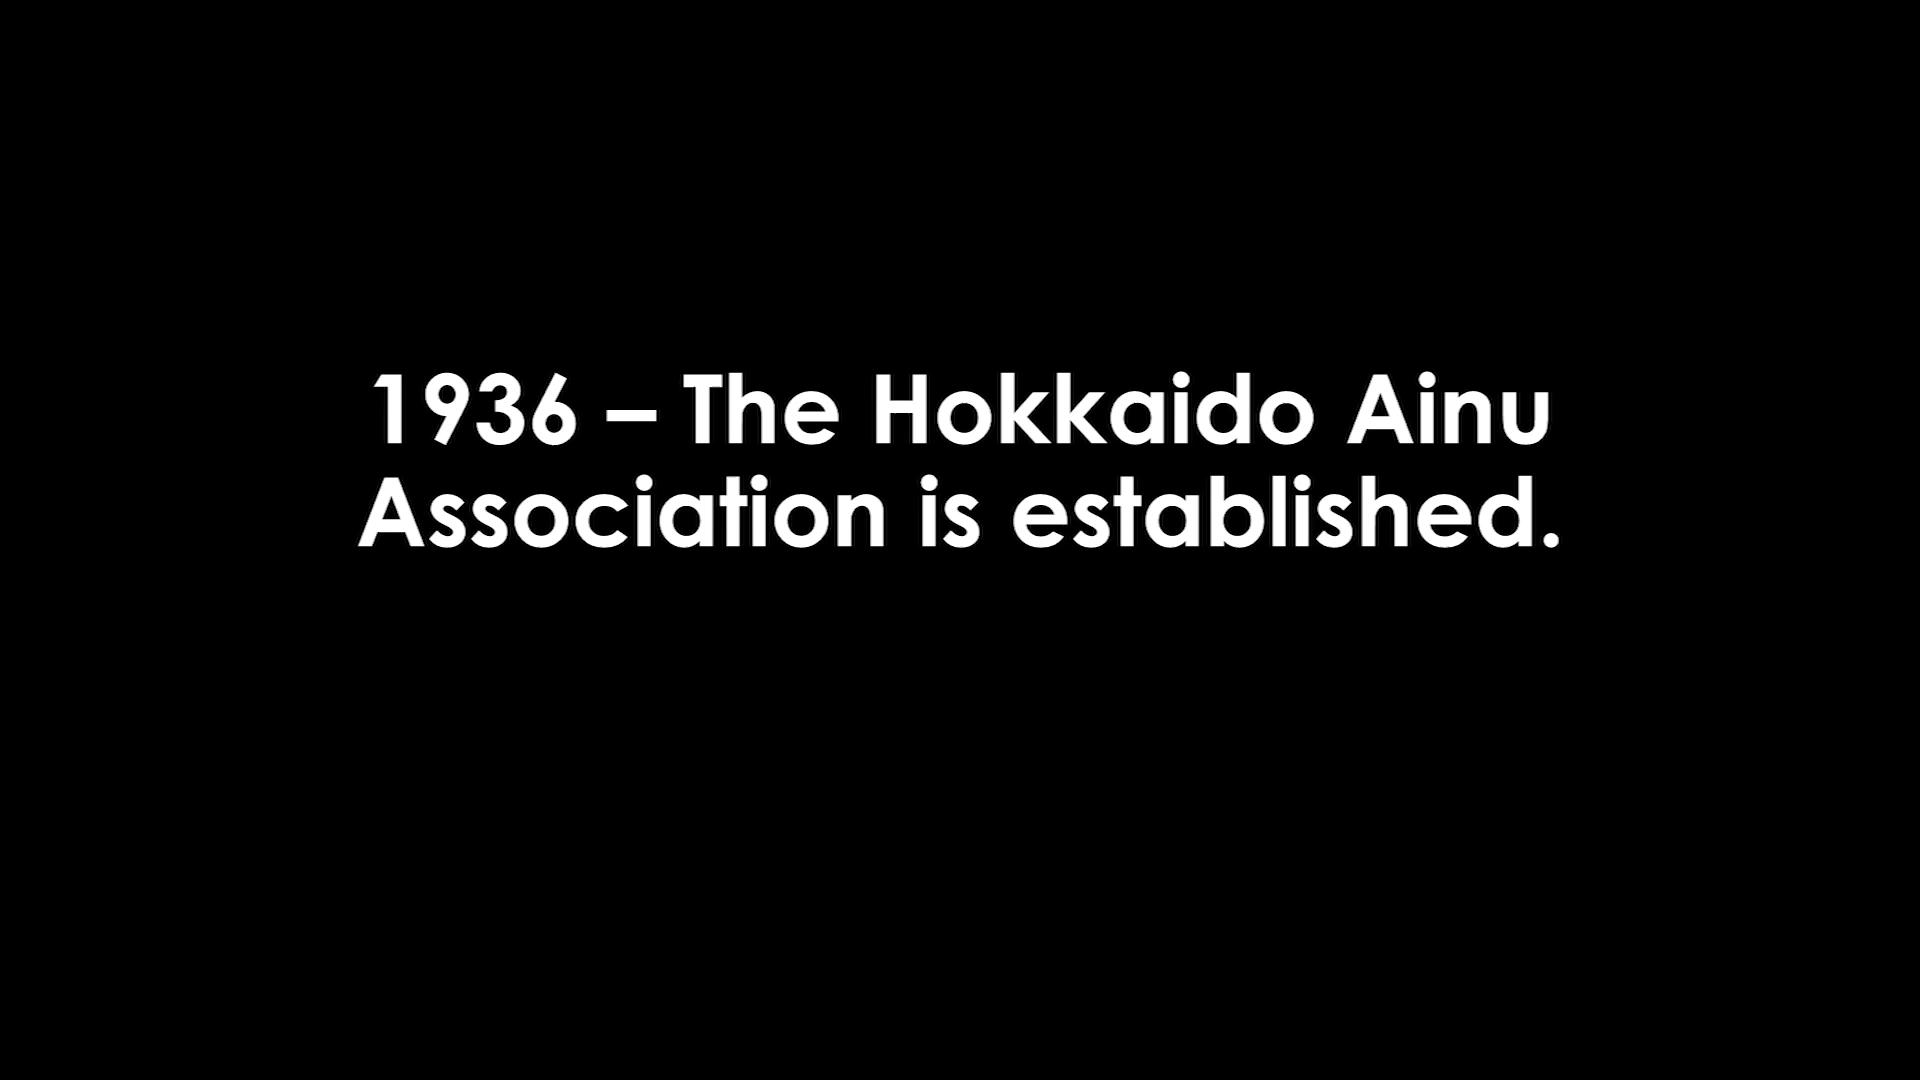 1936 – The Hokkaido Ainu
Association is established.